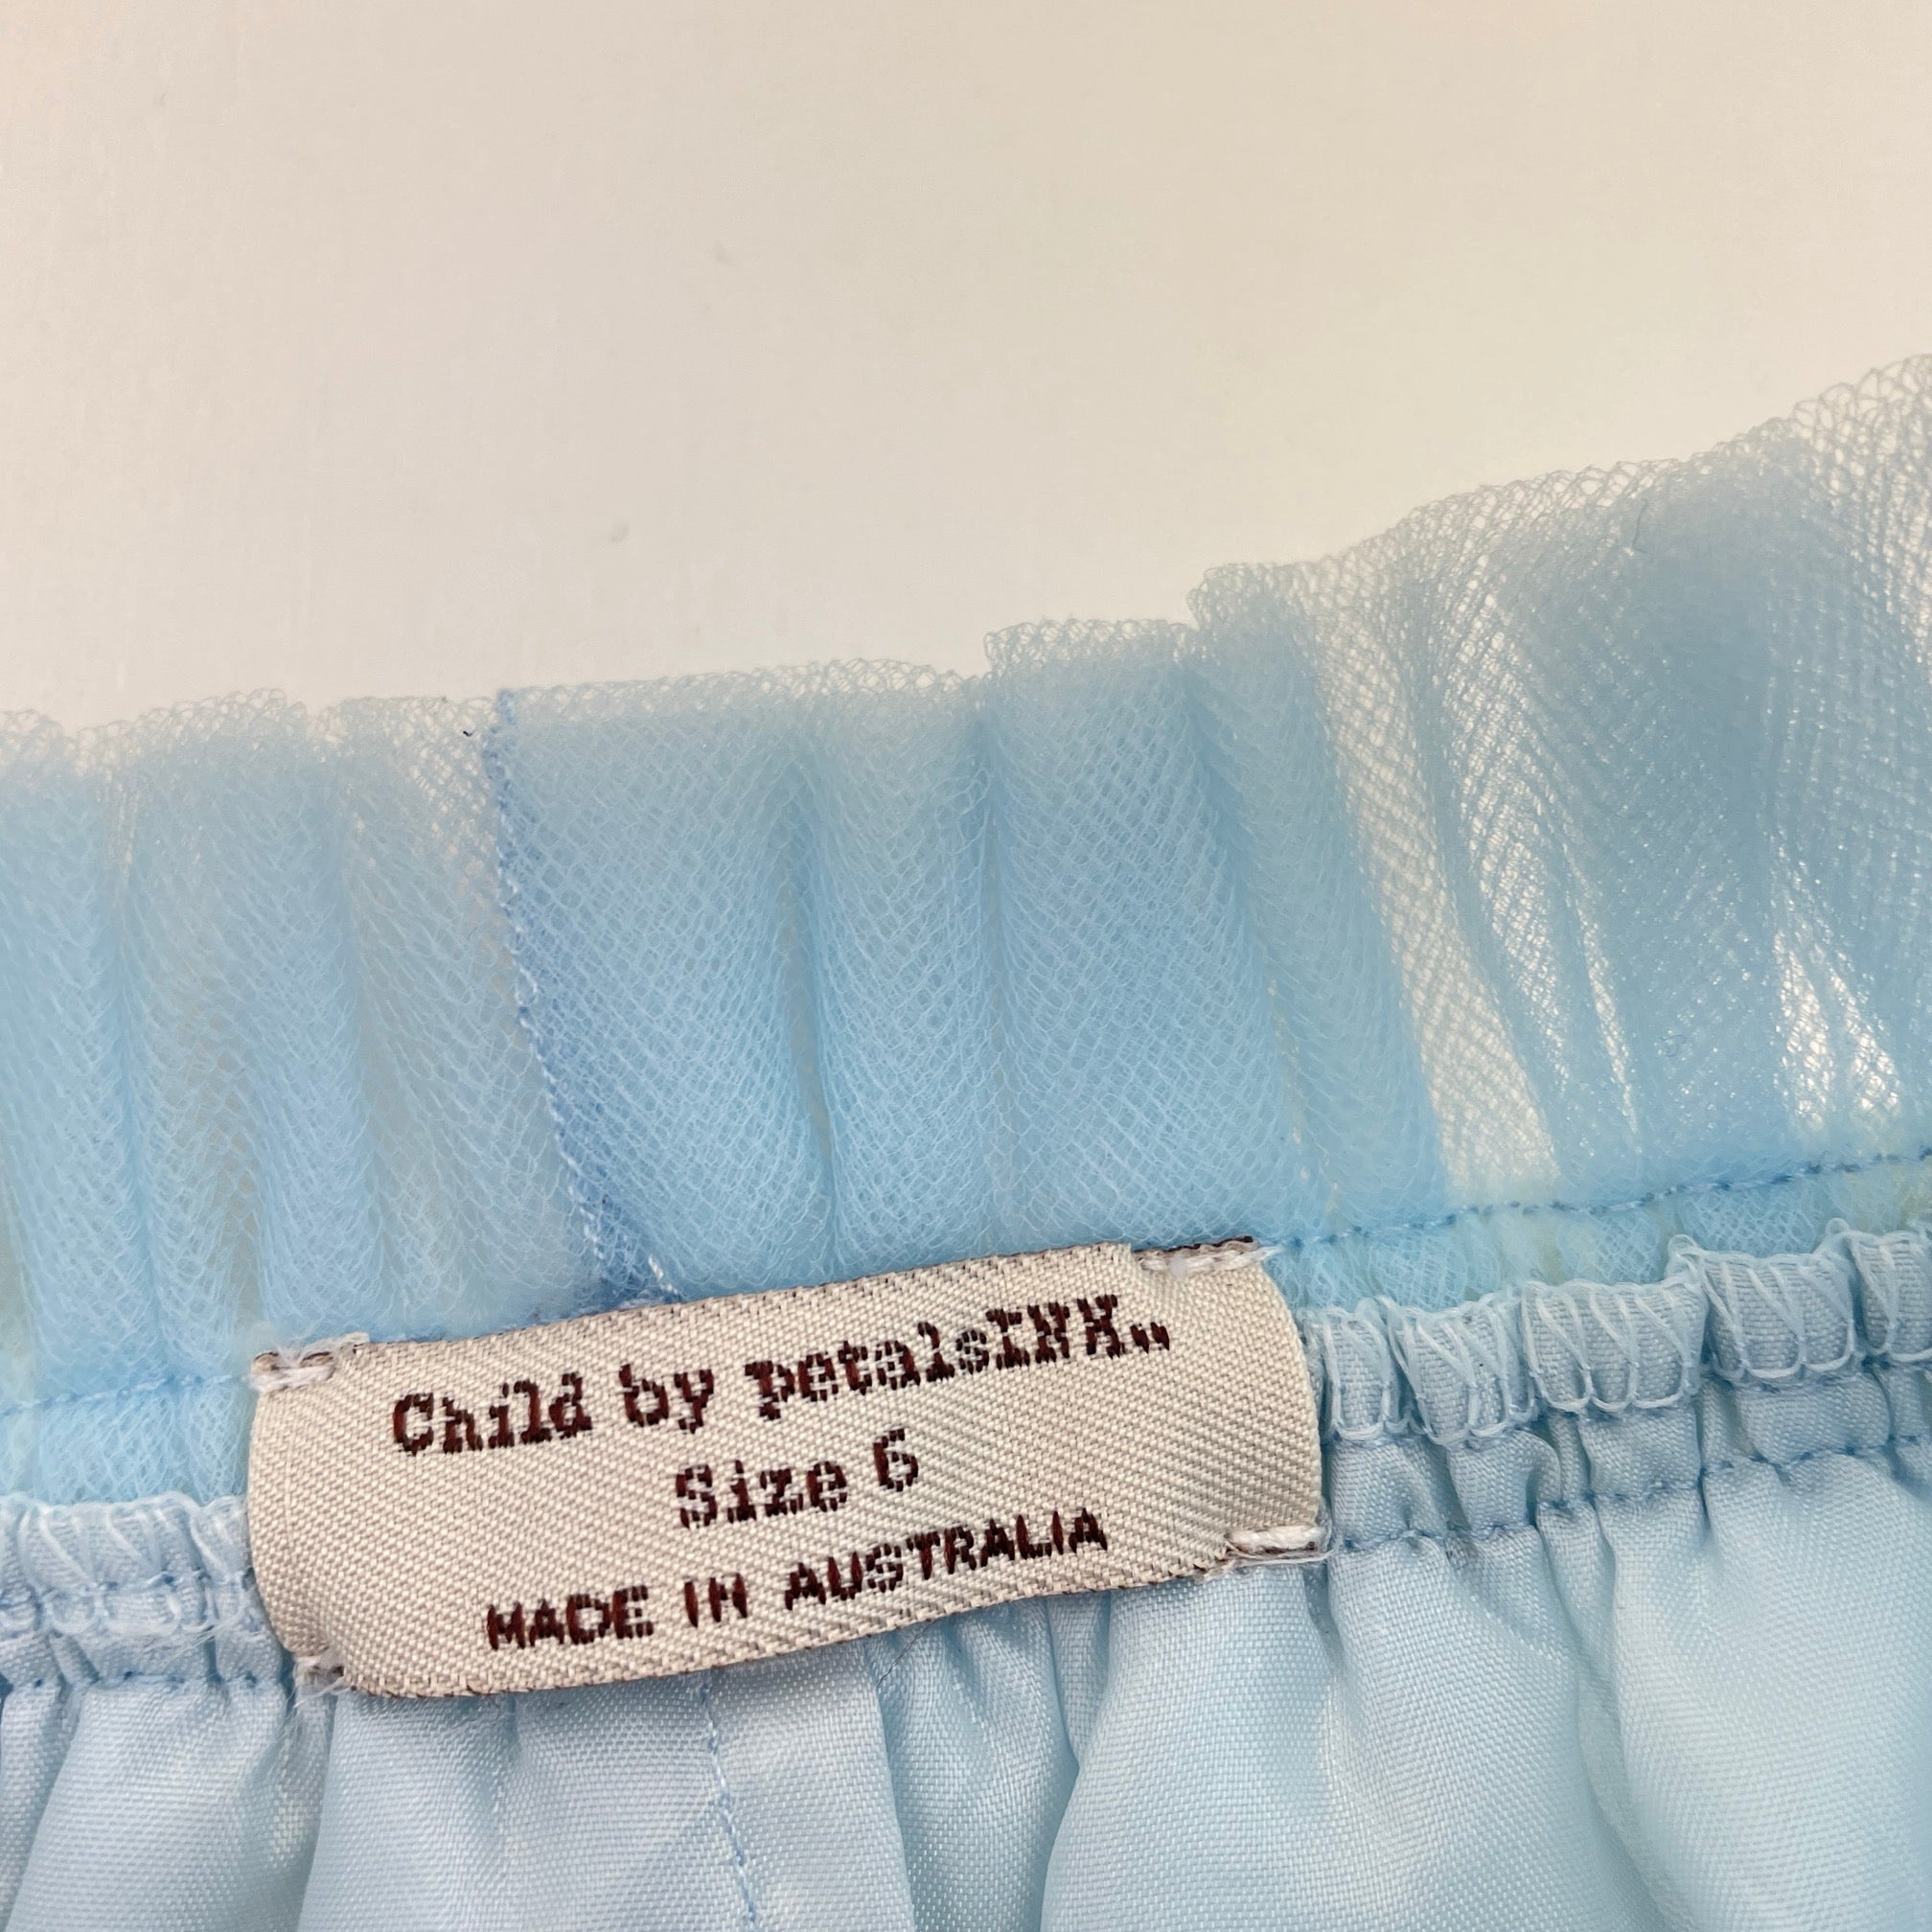 Child by petalsINK..
Size 6
MADE IN AUSTRALIA